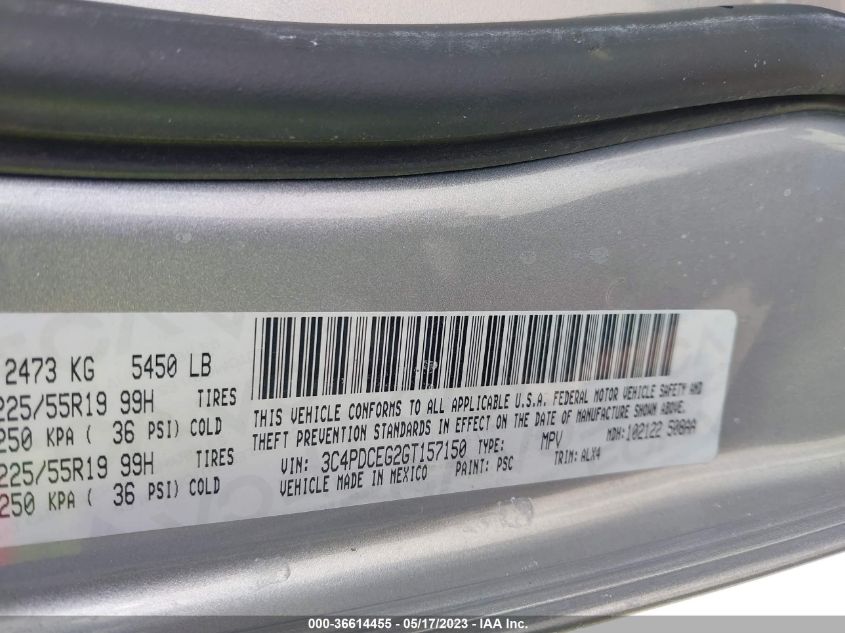 2473 KG 5450 LB
225/55R19 99H TIRES
250 KPA ( 36 PSI) COLD
225/55R19 99H TIRES
250 KPA ( 36 PSI) COLD
THIS VEHICLE CONFORMS TO ALL APPLICABLE U.S.A. FEDERAL MOTOR VEHICLE SAFETY AND
THEFT PREVENTION STANDARDS IN EFFECT ON THE DATE OF MANUFACTURE SHOWN ABOVE.
VIN: 3C4PDCEG2GT157150 TYPE: MPV MDH: 102122 508AA
VEHICLE MADE IN MEXICO PAINT: PSC TRIM: ALX4
000-36614455 - 05/17/2023 - IAA Inc.